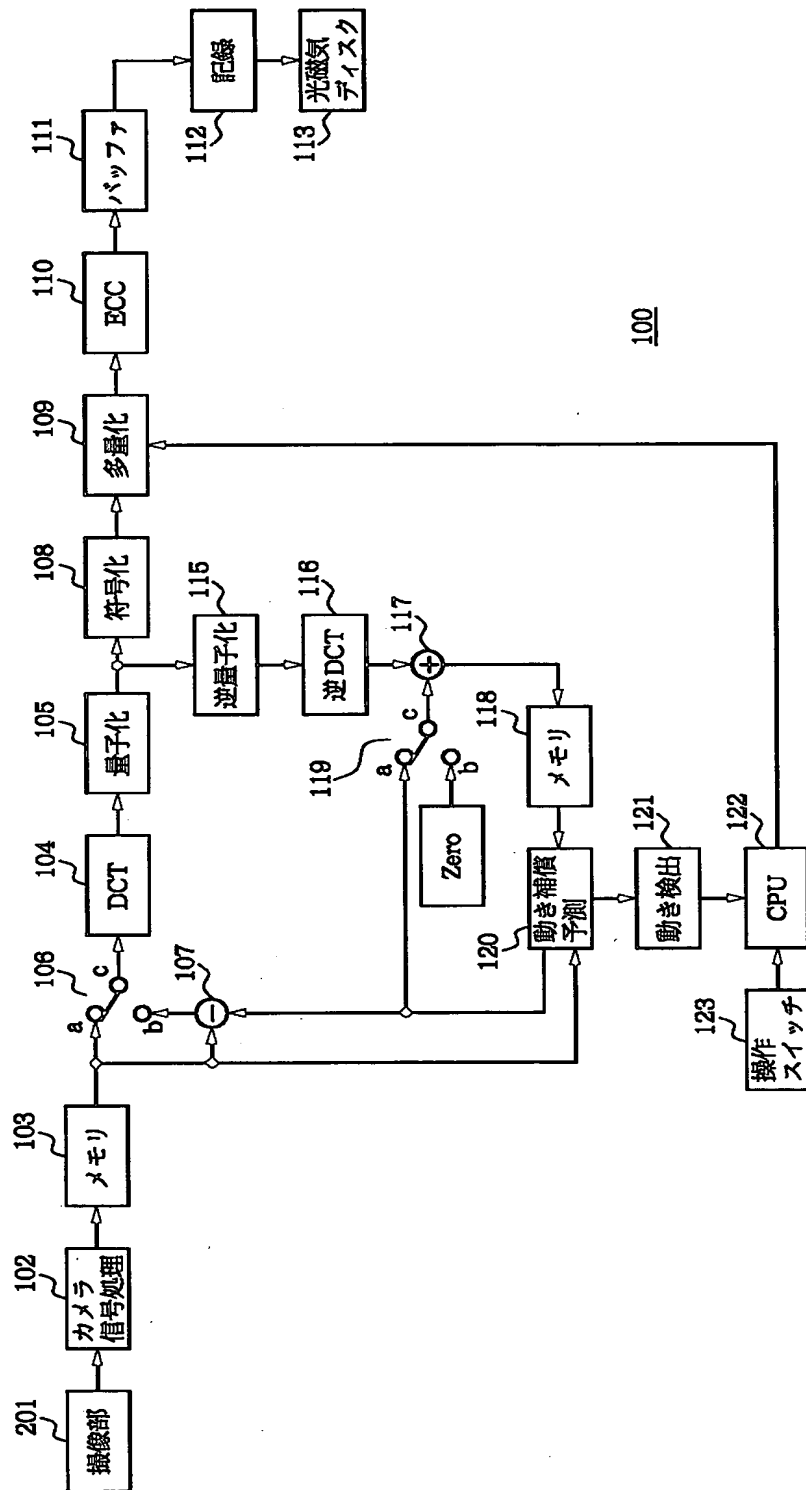 201
撮像部
102
カメラ
信号処理
103
メモリ
106
a
b
c
107
−
104
DCT
105
量子化
108
符号化
109
多量化
110
ECC
111
バッファ
112
記録
113
光磁気
ディスク
115
逆量子化
116
逆DCT
117
+
119
a
b
c
Zero
118
メモリ
120
動き補償
予測
121
動き検出
122
CPU
123
操作
スイッチ
100